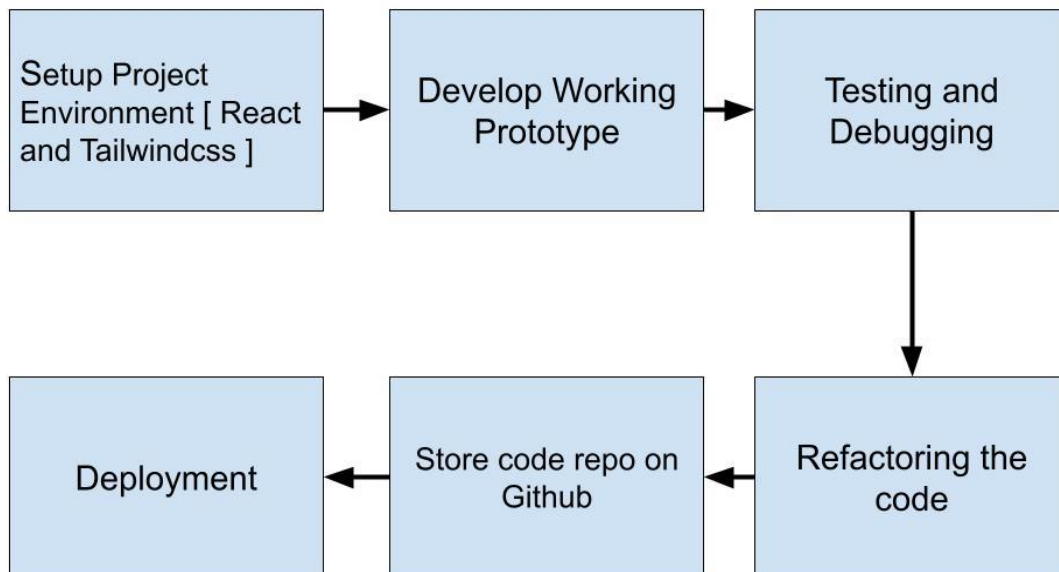 Setup Project
Environment [ React
and Tailwindcss ]
Develop Working
Prototype
Testing and
Debugging
Refactoring the
code
Store code repo on
Github
Deployment